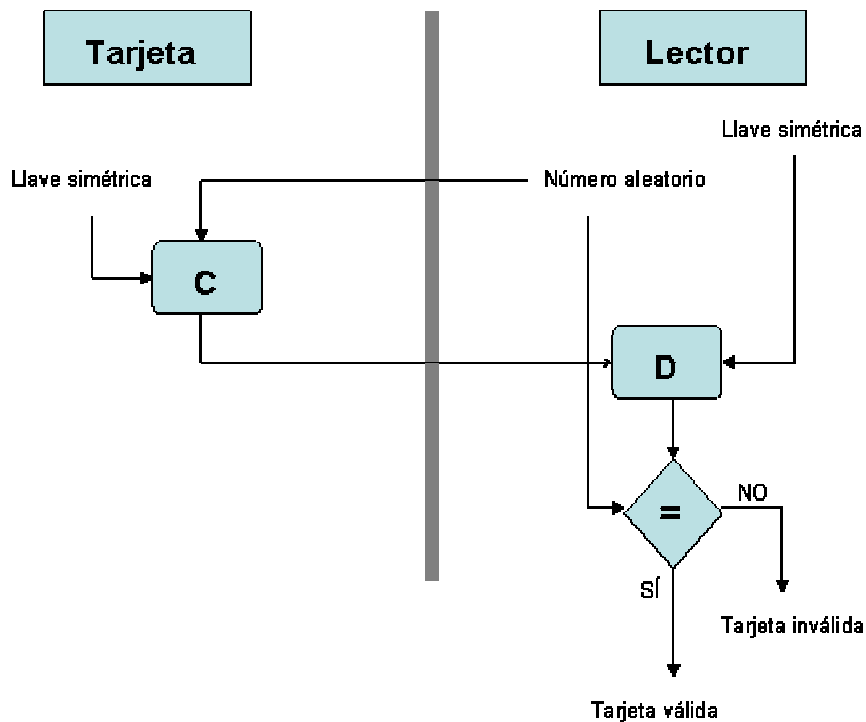 Tarjeta
Lector
Llave simétrica
Llave simétrica
Número aleatorio
C
D
=
NO
SÍ
Tarjeta inválida
Tarjeta válida